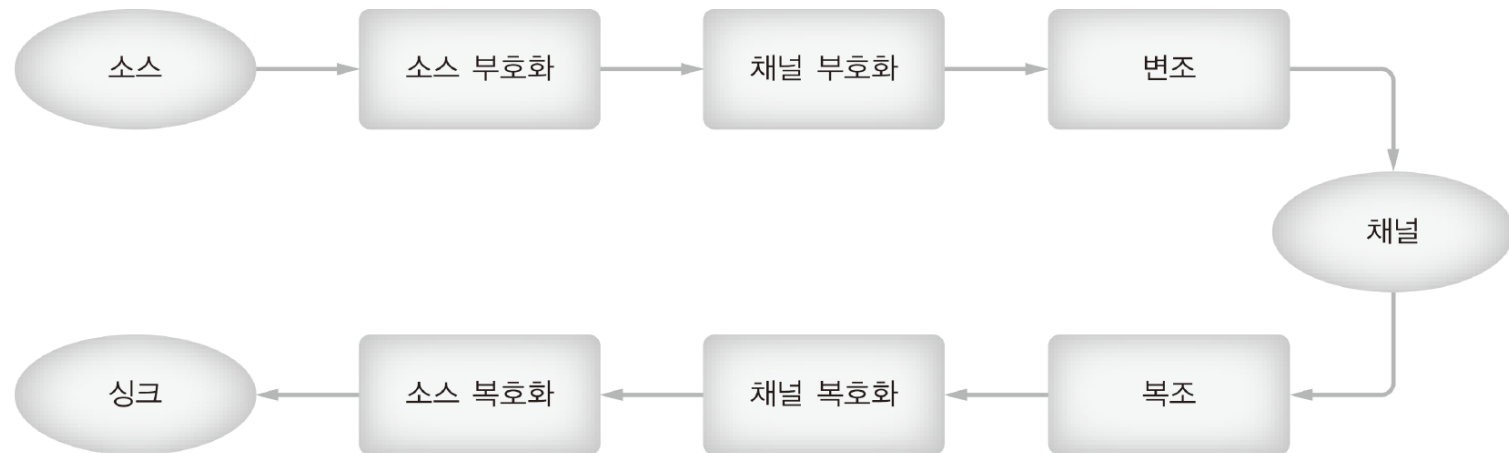 소스
소스 부호화
채널 부호화
변조
채널
싱크
소스 복호화
채널 복호화
복조